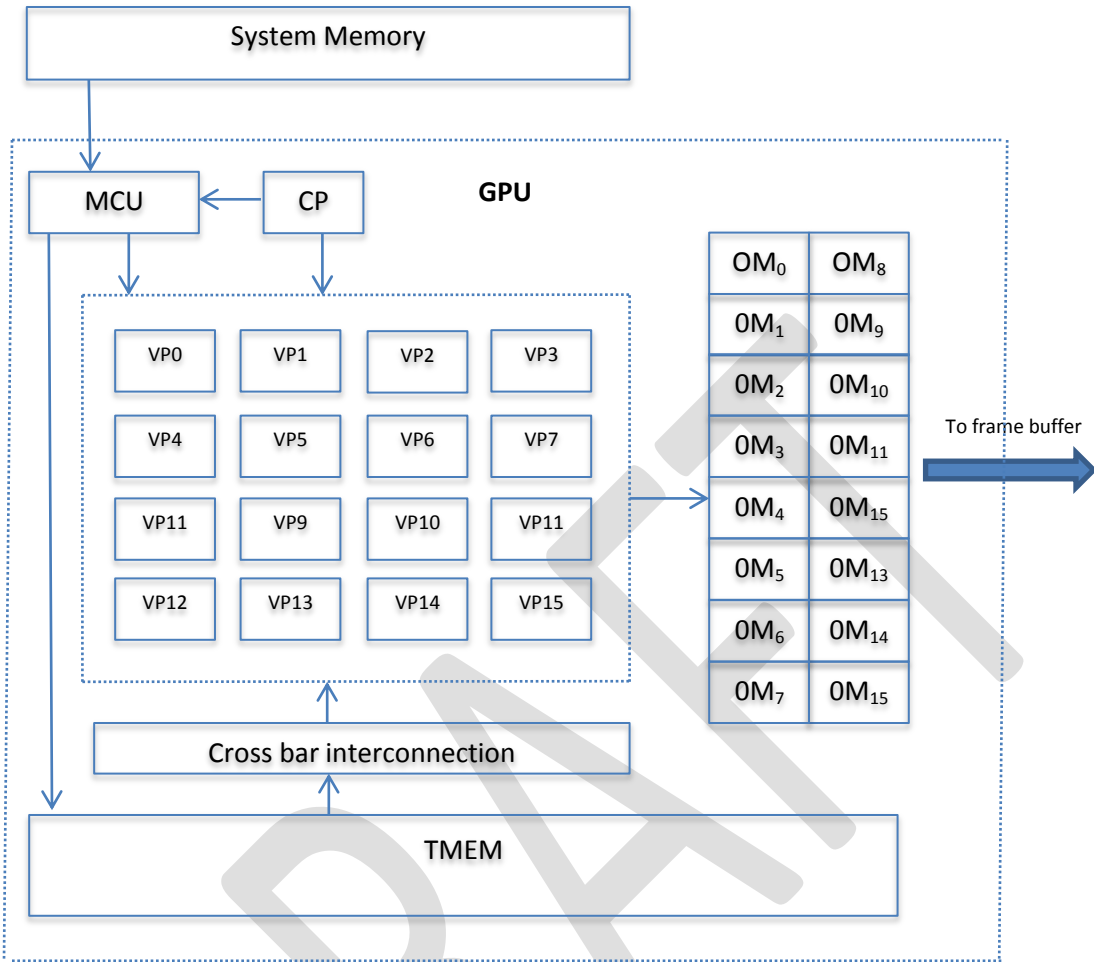 System Memory
MCU
CP
GPU
OM₀ OM₈
0M₁ 0M₉
0M₂ 0M₁₀
0M₃ 0M₁₁
0M₄ 0M₁₅
0M₅ 0M₁₃
0M₆ 0M₁₄
0M₇ 0M₁₅
VP0 VP1 VP2 VP3
VP4 VP5 VP6 VP7
VP11 VP9 VP10 VP11
VP12 VP13 VP14 VP15
To frame buffer
Cross bar interconnection
TMEM
DRAFT